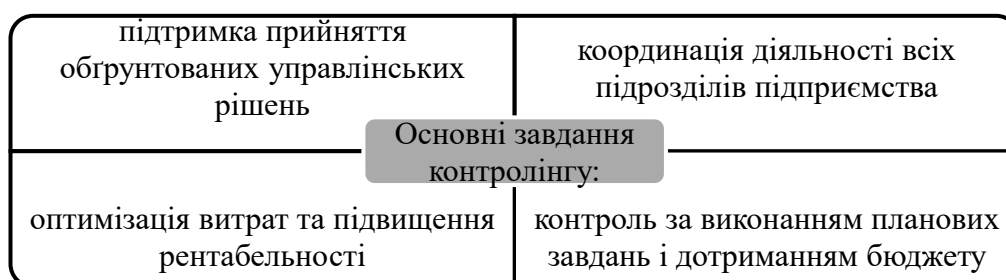 підтримка прийняття
обґрунтованих управлінських
рішень
координація діяльності всіх
підрозділів підприємства
Основні завдання
контролінгу:
оптимізація витрат та підвищення
рентабельності
контроль за виконанням планових
завдань і дотриманням бюджету